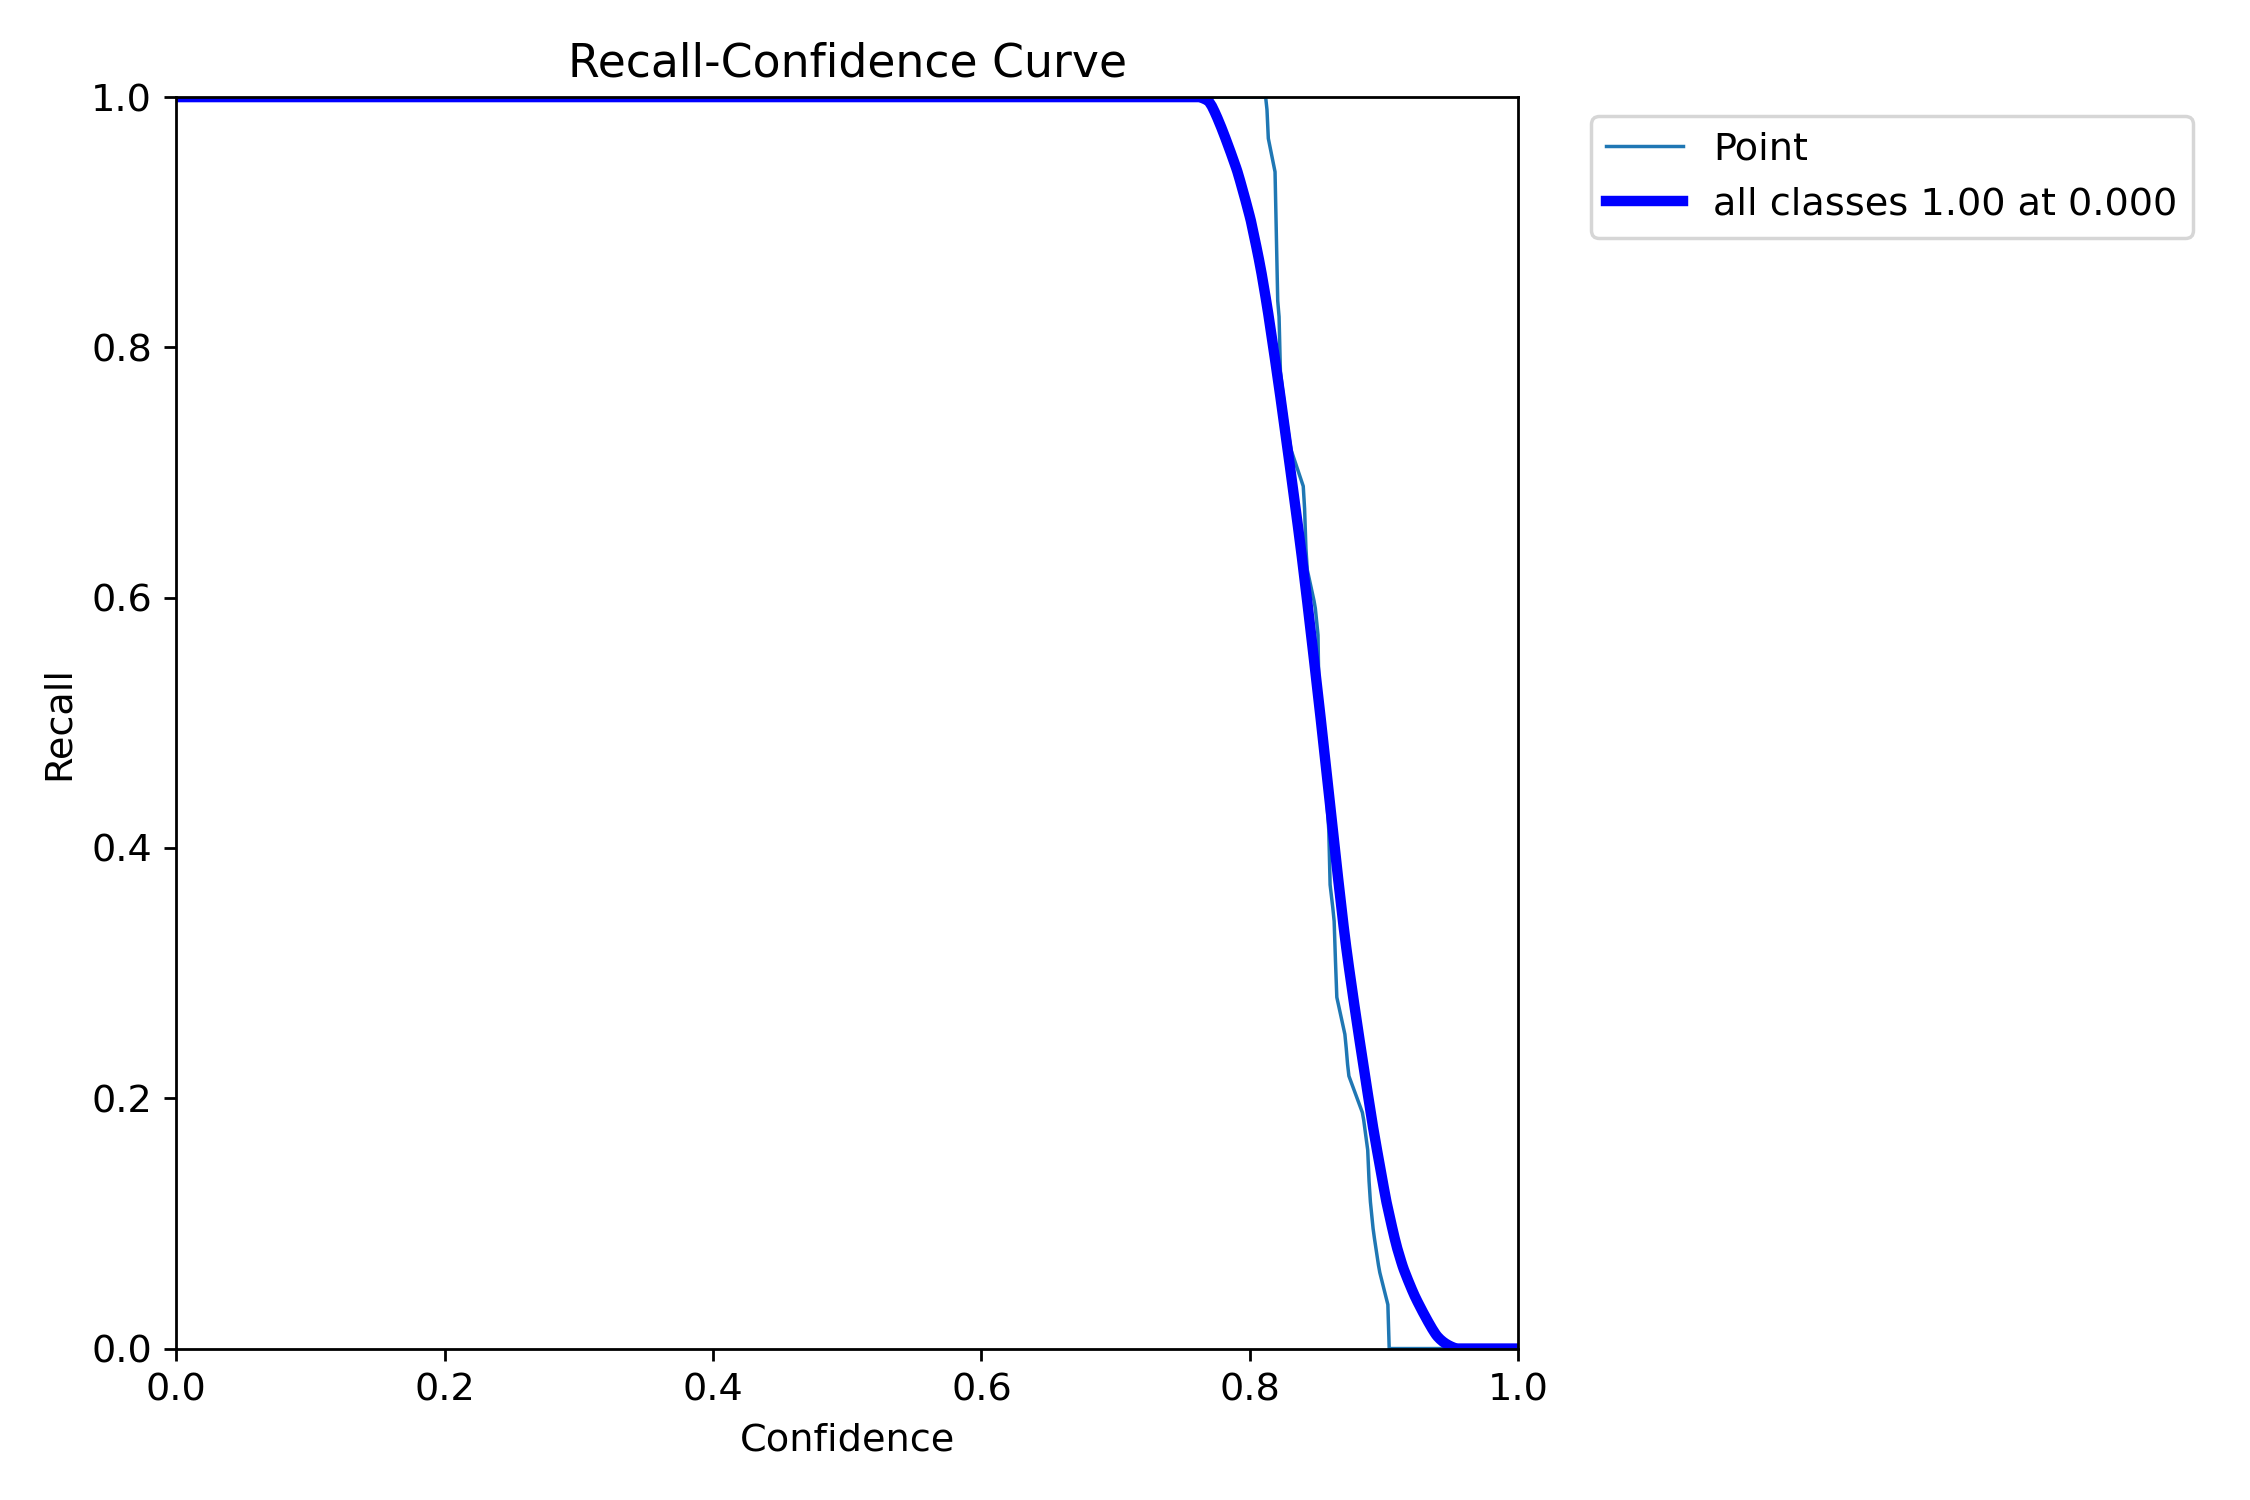 Recall-Confidence Curve
1.0
0.8
0.6
0.4
0.2
0.0
Recall
0.0 0.2 0.4 0.6 0.8 1.0
Confidence
Point
all classes 1.00 at 0.000